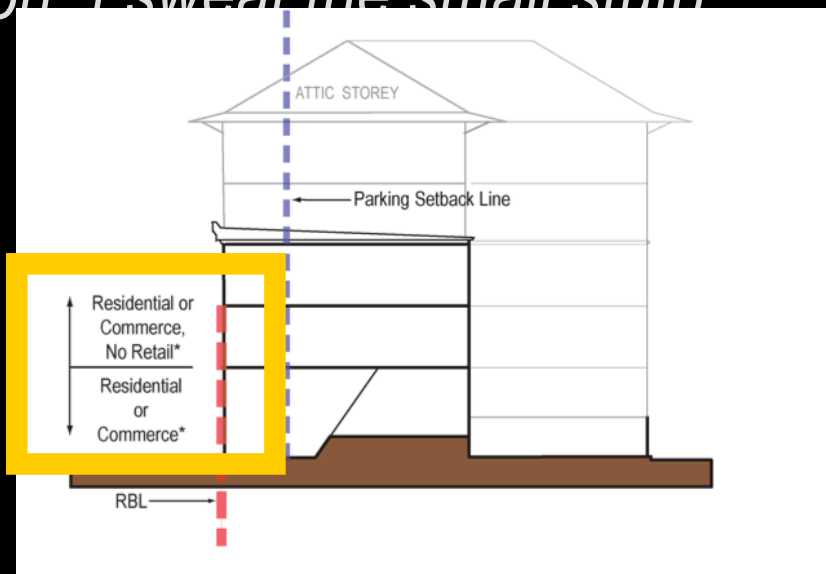 ATTIC STOREY
Parking Setback Line
Residential or
Commerce,
No Retail*
Residential
or
Commerce*
RBL